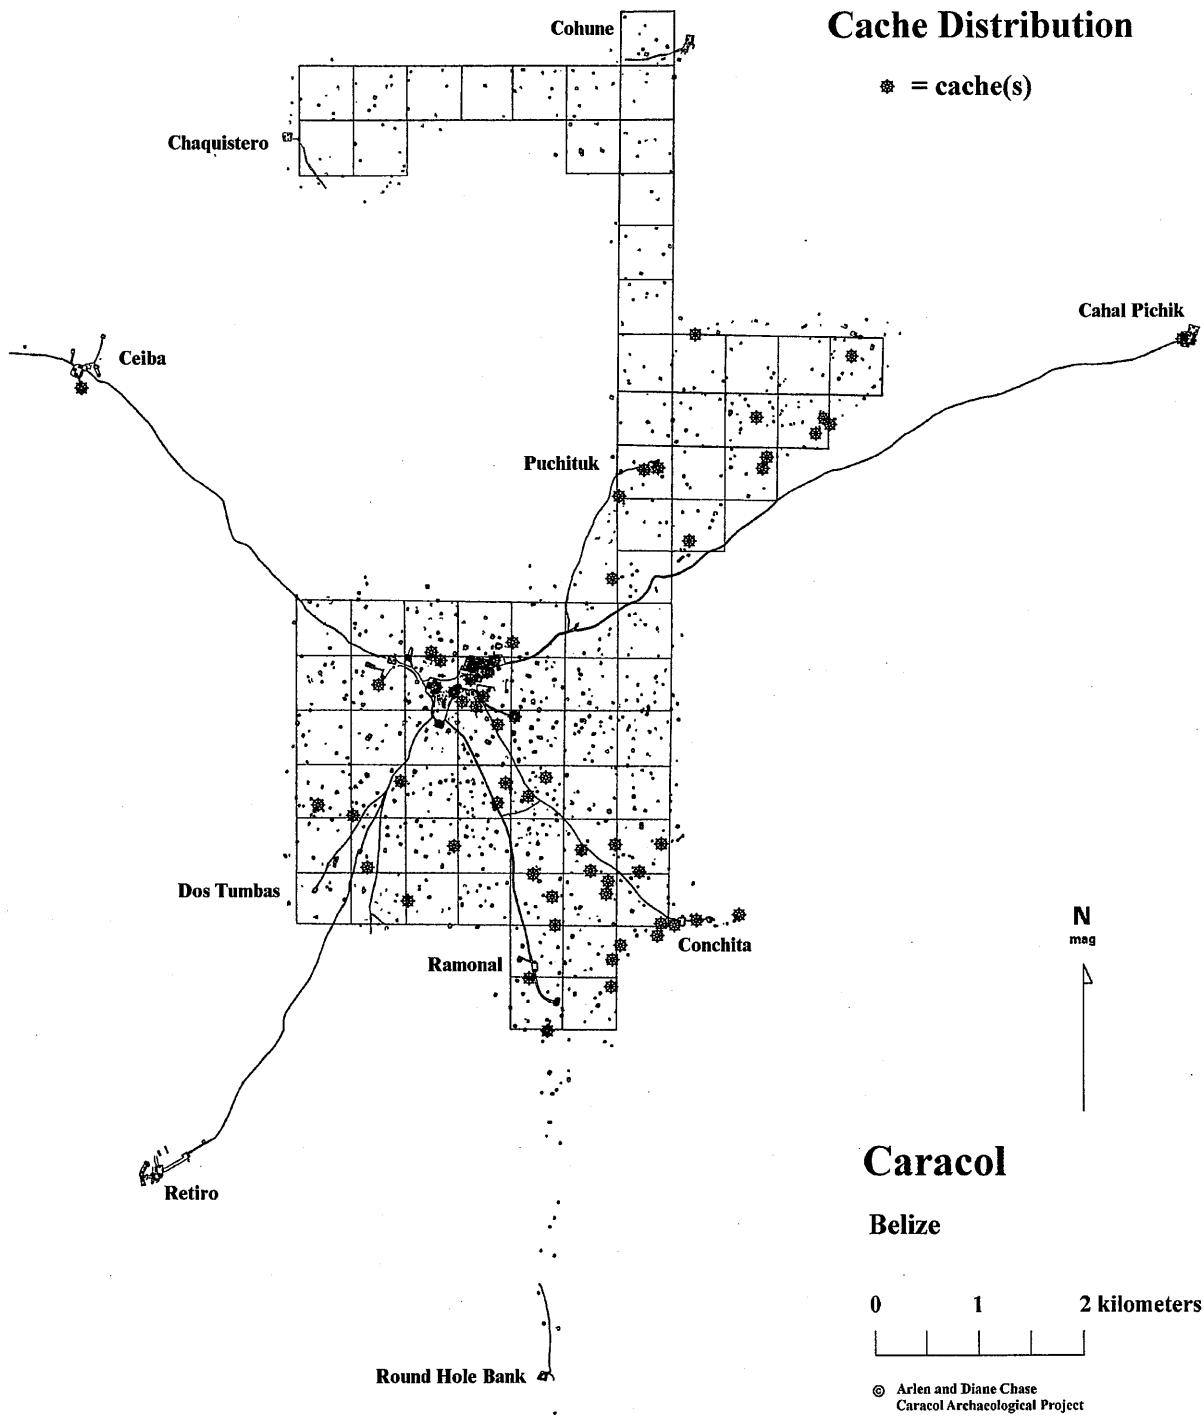 Cache Distribution
= cache(s)
Cohune
Chaquistero
Cahal Pichik
Ceiba
Puchituk
Dos Tumbas
Conchita
Ramonal
N
mag
Caracol
Retiro
Belize
0 1 2 kilometers
Round Hole Bank
© Arlen and Diane Chase
Caracol Archaeological Project